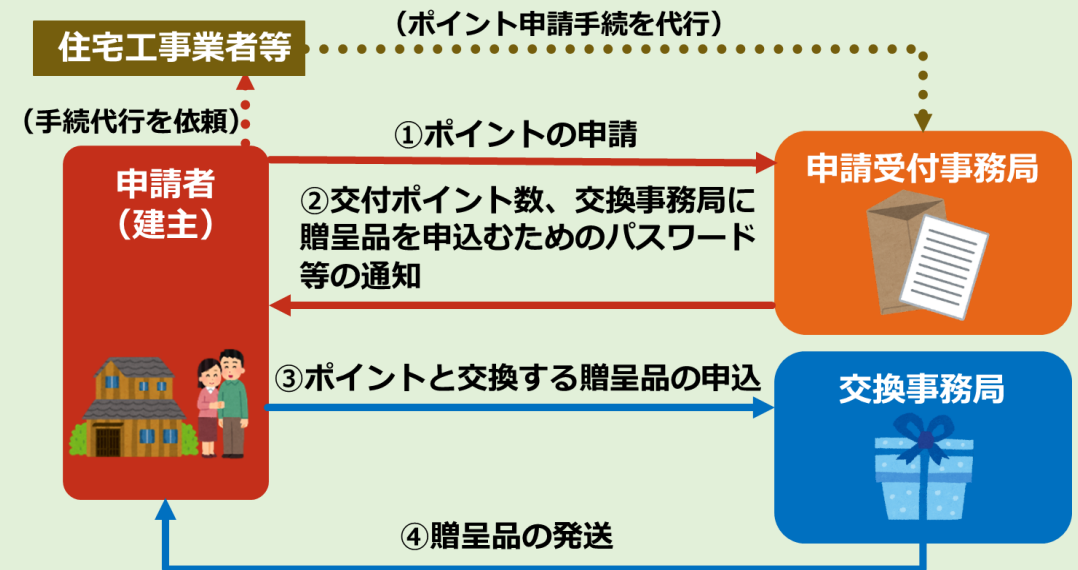 （ポイント申請手続を代行）
住宅工事業者等
（手続代行を依頼）
①ポイントの申請
申請者
（建主）
申請受付事務局
②交付ポイント数、交換事務局に
贈呈品を申込むためのパスワード
等の通知
③ポイントと交換する贈呈品の申込
交換事務局
④贈呈品の発送